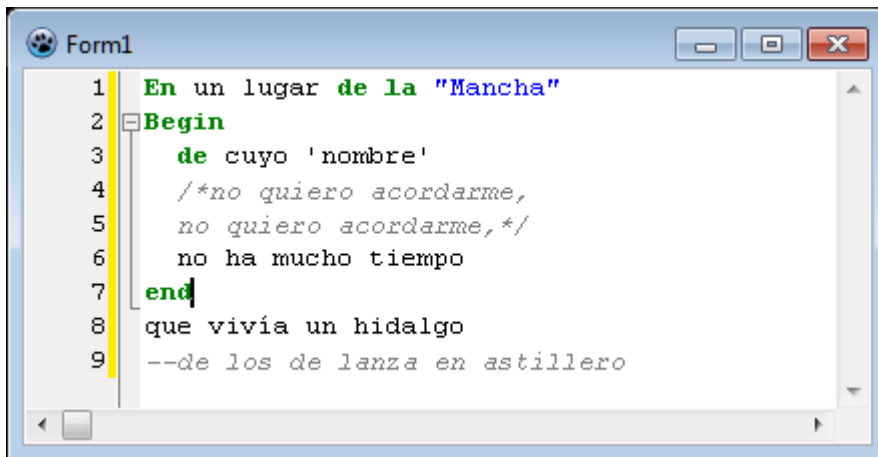 Form1
1 En un lugar de la "Mancha"
2 Begin
3 de cuyo 'nombre'
4 /*no quiero acordarme,
5 no quiero acordarme,*/
6 no ha mucho tiempo
7 end
8 que vivía un hidalgo
9 --de los de lanza en astillero